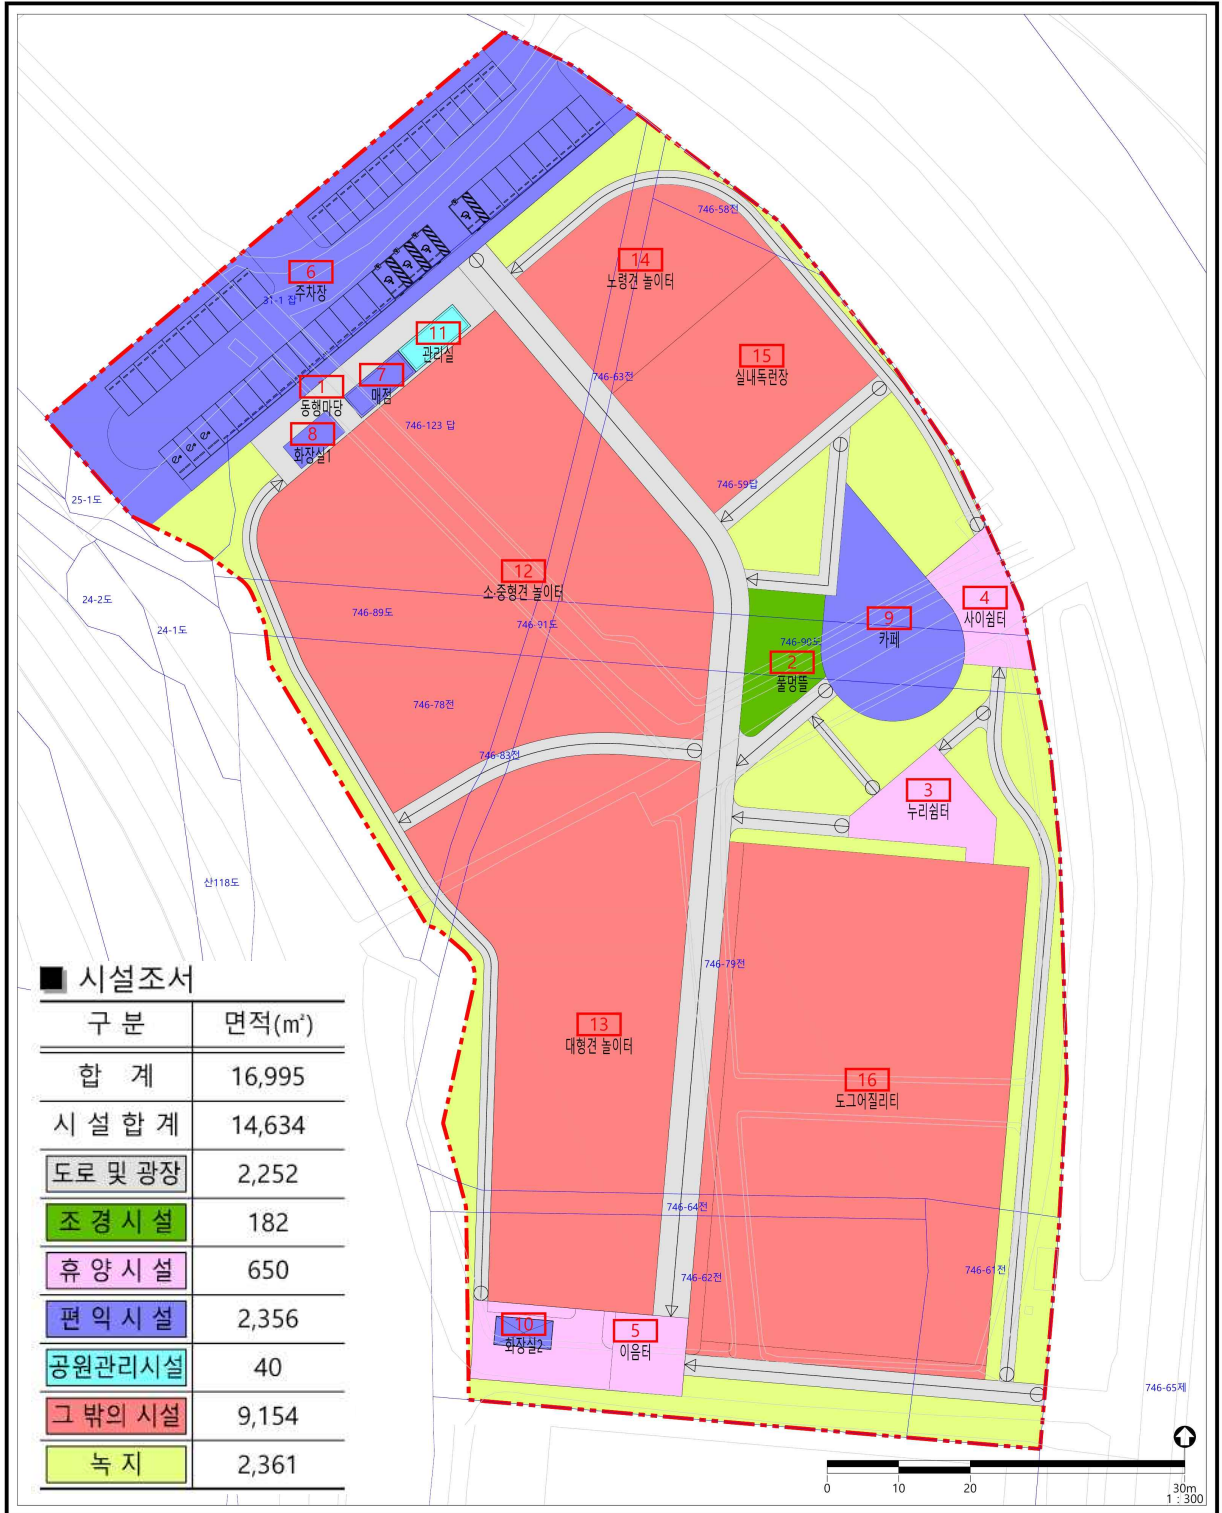 6
주차장
31-1 잡
11
관리실
7
매점
1
동행마당
8
화장실1
746-58전
14
노령견 놀이터
15
실내독런장
746-63전
746-123 답
746-59답
25-1도
24-2도
24-1도
12
소·중형견 놀이터
746-89도
746-91도
746-90도
9
카페
4
사이쉼터
2
풀멍뜰
746-78전
746-83전
3
누리쉼터
산118도
746-79전
13
대형견 놀이터
16
도그어질리티
746-64전
746-62전
746-61전
10
화장실2
5
이음터
746-65제
■ 시설조서
구 분 면적(㎡)
합 계 16,995
시 설 합 계 14,634
도로 및 광장 2,252
조 경 시 설 182
휴 양 시 설 650
편 익 시 설 2,356
공원관리시설 40
그 밖의 시설 9,154
녹 지 2,361
0 10 20 30m
1 : 300